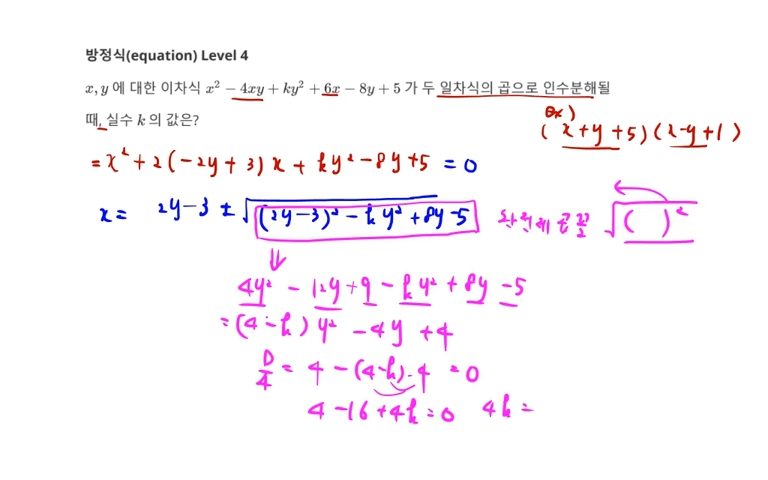 방정식(equation) Level 4
x, y 에 대한 이차식 x² − 4xy + ky² + 6x − 8y + 5 가 두 일차식의 곱으로 인수분해될
때, 실수 k 의 값은?
ex)
(x+y+5)(x-y+1)
= x² + 2(-2y+3)x + ky² - 8y + 5 = 0
x = 2y-3 ± √(2y-3)² - ky² + 8y - 5
완전제곱꼴 √( )²
⇓
4y² - 12y + 9 - ky² + 8y - 5
= (4-k)y² - 4y + 4
D/4 = 4 - (4-k)·4 = 0
4 - 16 + 4k = 0 4k =